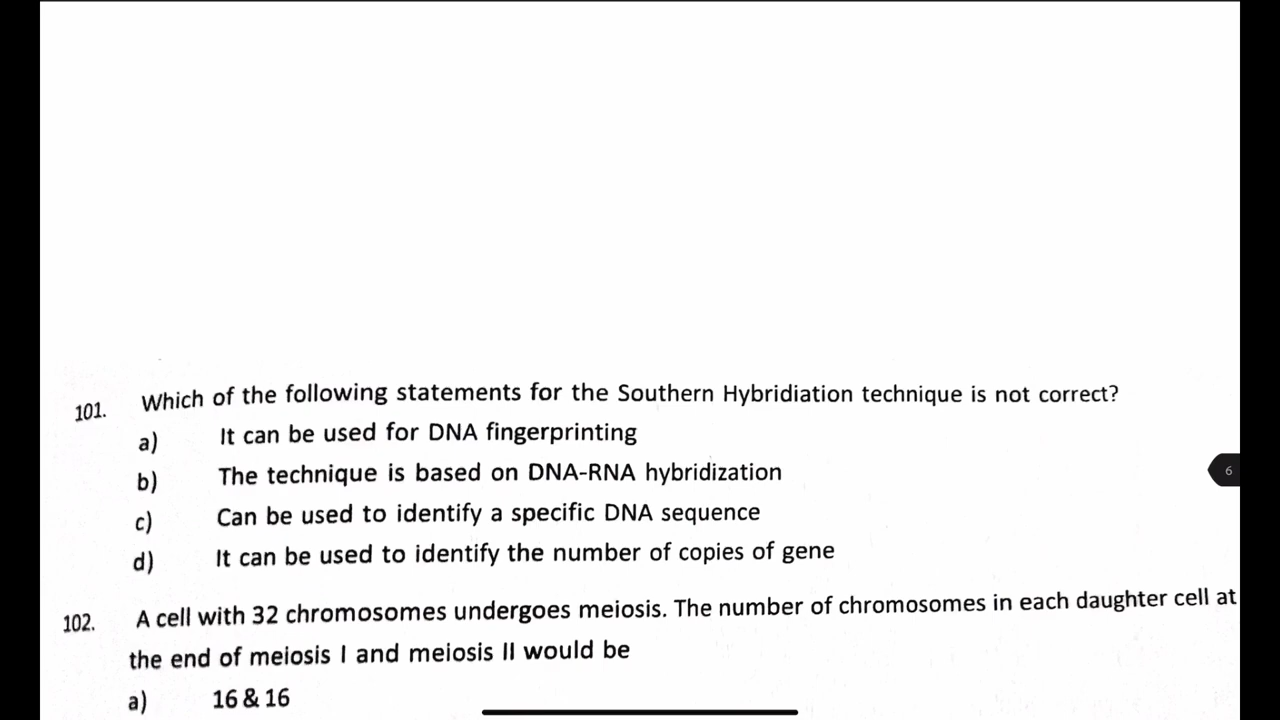 101. Which of the following statements for the Southern Hybridiation technique is not correct?
a) It can be used for DNA fingerprinting
b) The technique is based on DNA-RNA hybridization
c) Can be used to identify a specific DNA sequence
d) It can be used to identify the number of copies of gene
6
102. A cell with 32 chromosomes undergoes meiosis. The number of chromosomes in each daughter cell at
the end of meiosis I and meiosis II would be
a) 16 & 16